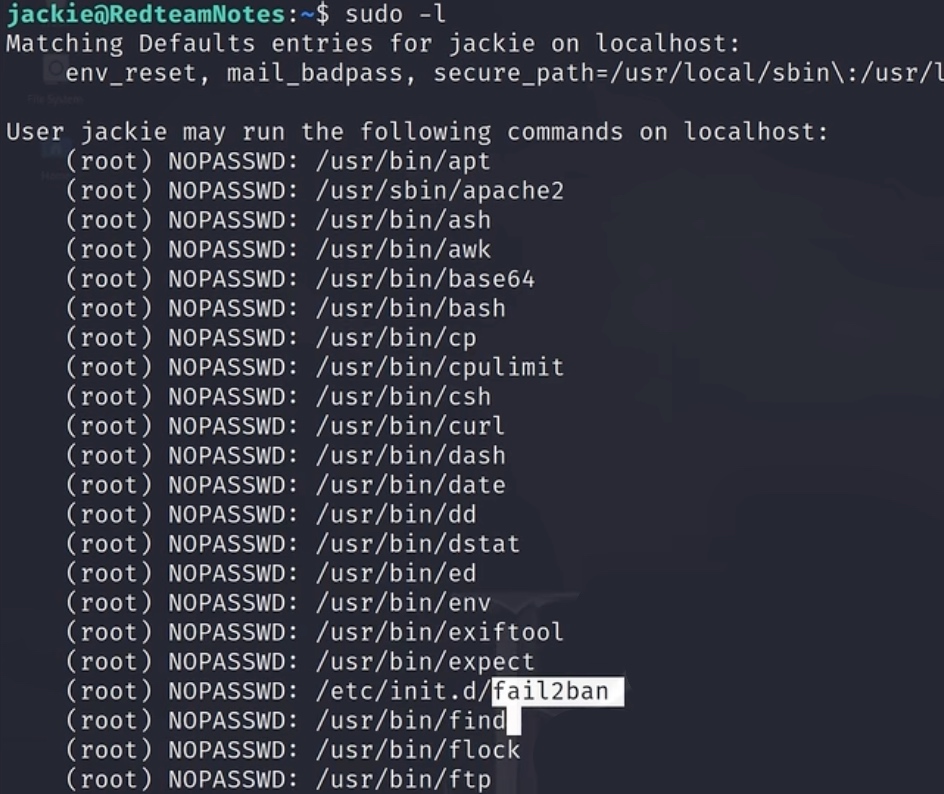 jackie@RedteamNotes:~$ sudo -l
Matching Defaults entries for jackie on localhost:
env_reset, mail_badpass, secure_path=/usr/local/sbin\:/usr/l
File System
User jackie may run the following commands on localhost:
(root) NOPASSWD: /usr/bin/apt
(root) NOPASSWD: /usr/sbin/apache2
(root) NOPASSWD: /usr/bin/ash
(root) NOPASSWD: /usr/bin/awk
(root) NOPASSWD: /usr/bin/base64
(root) NOPASSWD: /usr/bin/bash
(root) NOPASSWD: /usr/bin/cp
(root) NOPASSWD: /usr/bin/cpulimit
(root) NOPASSWD: /usr/bin/csh
(root) NOPASSWD: /usr/bin/curl
(root) NOPASSWD: /usr/bin/dash
(root) NOPASSWD: /usr/bin/date
(root) NOPASSWD: /usr/bin/dd
(root) NOPASSWD: /usr/bin/dstat
(root) NOPASSWD: /usr/bin/ed
(root) NOPASSWD: /usr/bin/env
(root) NOPASSWD: /usr/bin/exiftool
(root) NOPASSWD: /usr/bin/expect
(root) NOPASSWD: /etc/init.d/fail2ban
(root) NOPASSWD: /usr/bin/find
(root) NOPASSWD: /usr/bin/flock
(root) NOPASSWD: /usr/bin/ftp